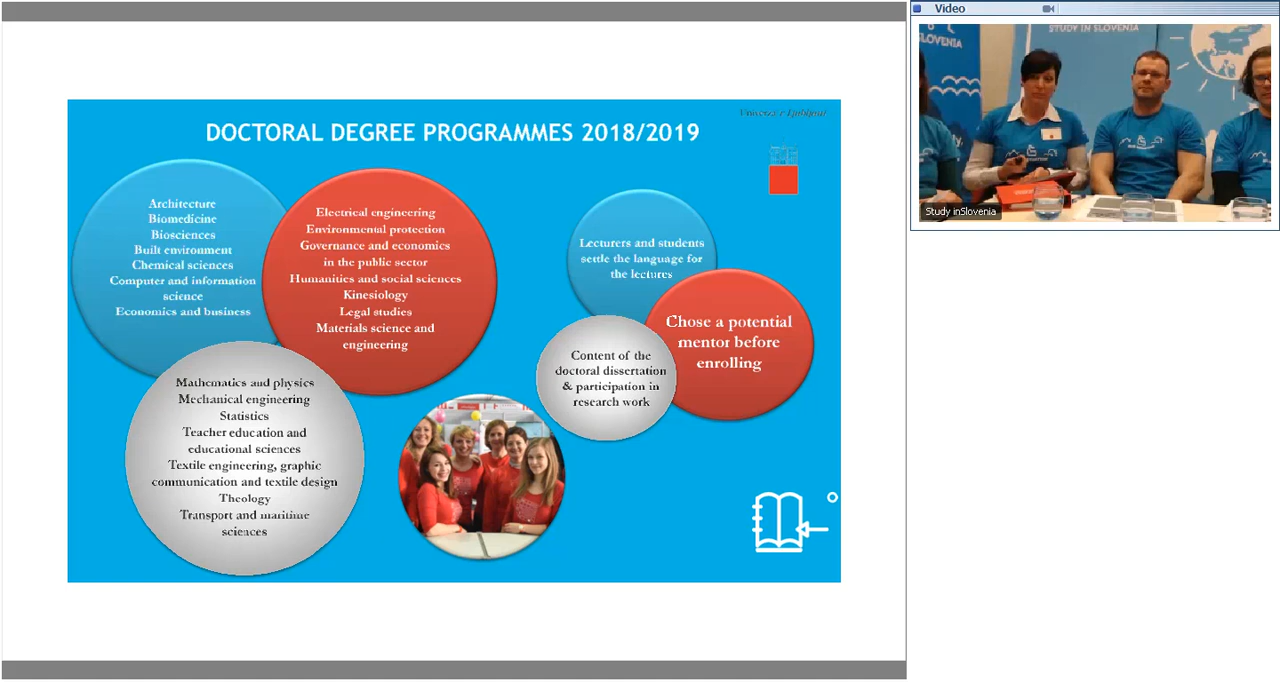 Video
DOCTORAL DEGREE PROGRAMMES 2018/2019
Architecture
Biomedicine
Biosciences
Built environment
Chemical sciences
Computer and information
science
Economics and business
Electrical engineering
Environmental protection
Governance and economics
in the public sector
Humanities and social sciences
Kinesiology
Legal studies
Materials science and
engineering
Mathematics and physics
Mechanical engineering
Statistics
Teacher education and
educational sciences
Textile engineering, graphic
communication and textile design
Theology
Transport and maritime
sciences
Lecturers and students
settle the language for
the lectures
Chose a potential
mentor before
enrolling
Content of the
doctoral dissertation
& participation in
research work
SLOVENIA
STUDY IN SLOVENIA
Study inSlovenia